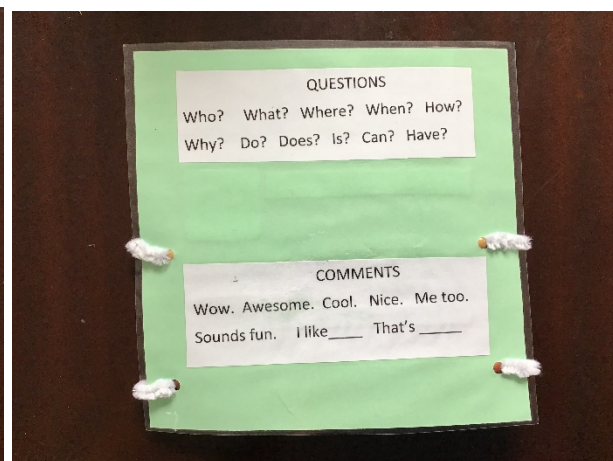 QUESTIONS
Who? What? Where? When? How?
Why? Do? Does? Is? Can? Have?
COMMENTS
Wow. Awesome. Cool. Nice. Me too.
Sounds fun. I like____ That's _____